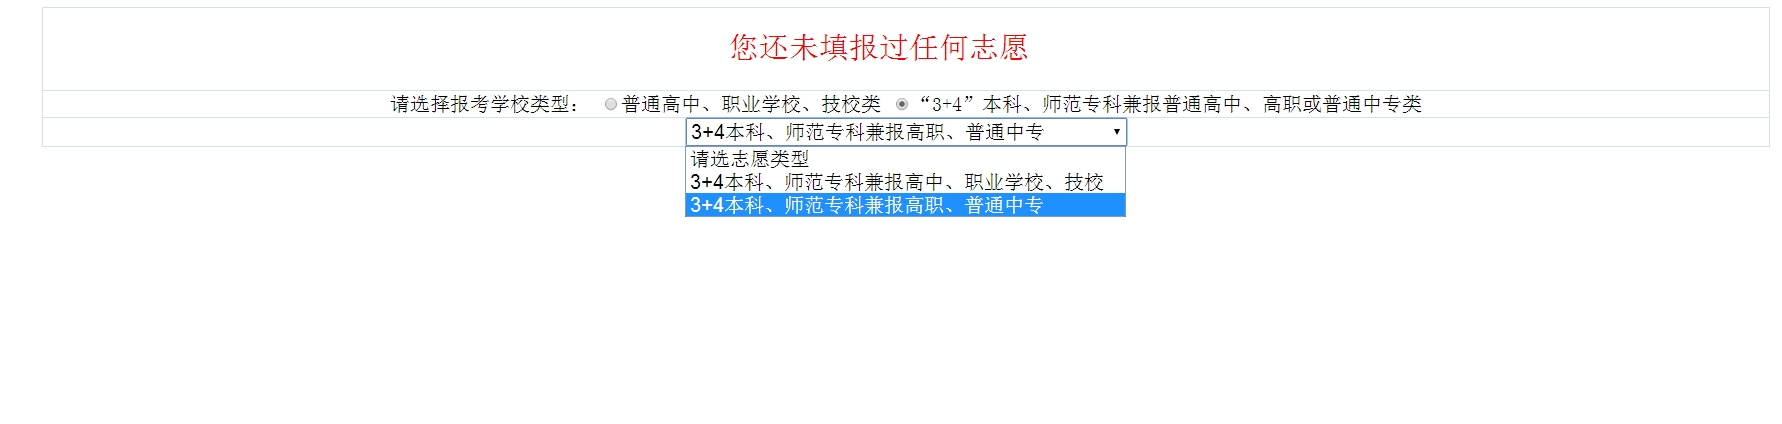 您还未填报过任何志愿
请选择报考学校类型： 普通高中、职业学校、技校类 “3+4”本科、师范专科兼报普通高中、高职或普通中专类
3+4本科、师范专科兼报高职、普通中专
请选志愿类型
3+4本科、师范专科兼报高中、职业学校、技校
3+4本科、师范专科兼报高职、普通中专